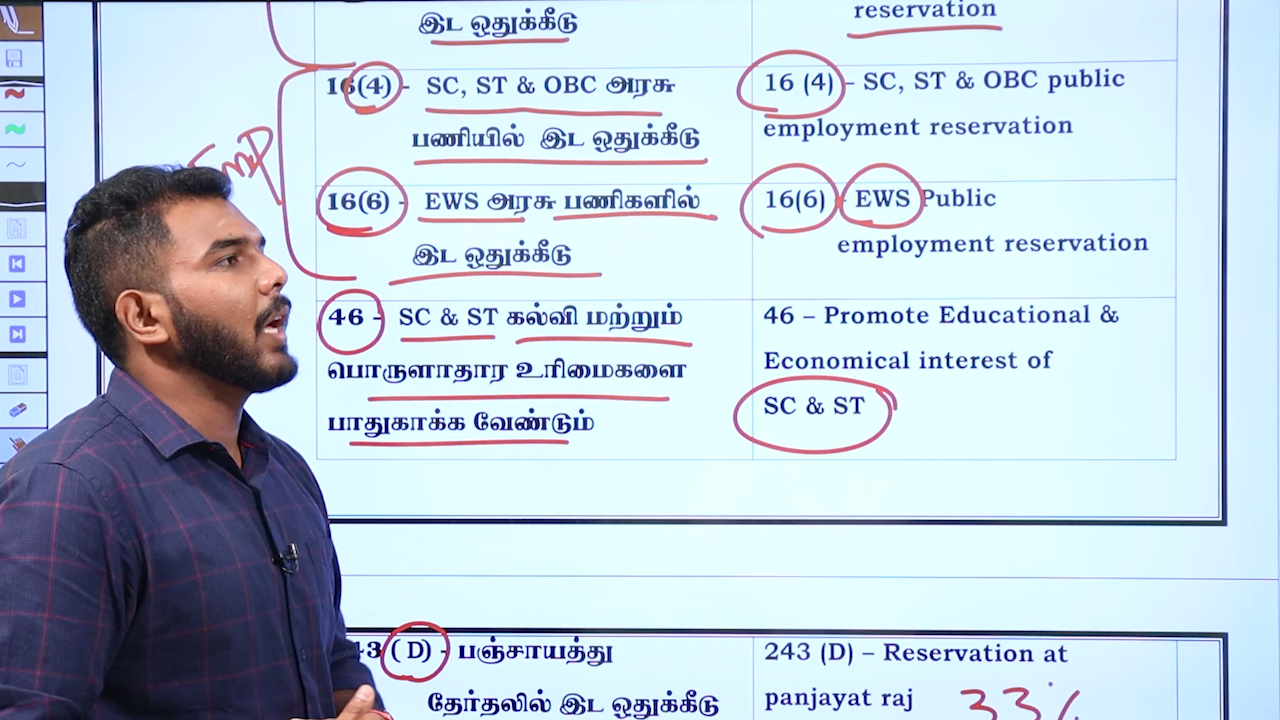 இட ஒதுக்கீடு
reservation
16(4) - SC, ST & OBC அரசு
பணியில் இட ஒதுக்கீடு
16 (4) – SC, ST & OBC public
employment reservation
Emp
16(6) - EWS அரசு பணிகளில்
இட ஒதுக்கீடு
16(6) - EWS Public
employment reservation
46 - SC & ST கல்வி மற்றும்
பொருளாதார உரிமைகளை
பாதுகாக்க வேண்டும்
46 – Promote Educational &
Economical interest of
SC & ST
43 ( D) - பஞ்சாயத்து
தேர்தலில் இட ஒதுக்கீடு
243 (D) – Reservation at
panjayat raj 33%